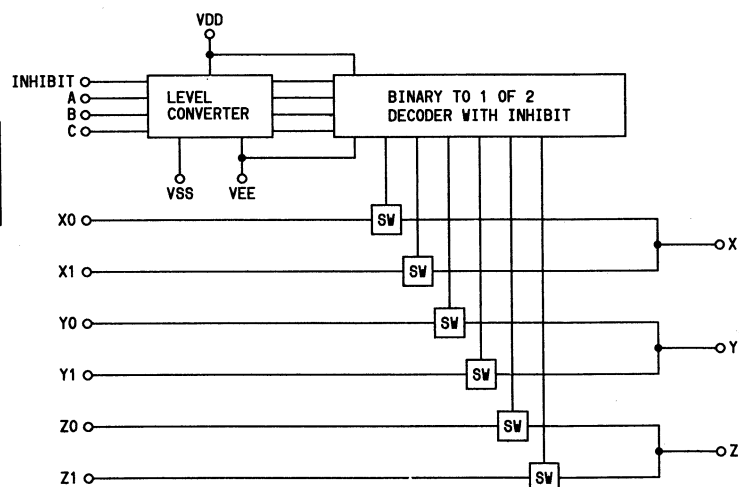 VDD
INHIBIT
A
B
C
LEVEL
CONVERTER
BINARY TO 1 OF 2
DECODER WITH INHIBIT
VSS
VEE
X0
SW
X
X1
SW
Y0
SW
Y
Y1
SW
Z0
SW
Z
Z1
SW